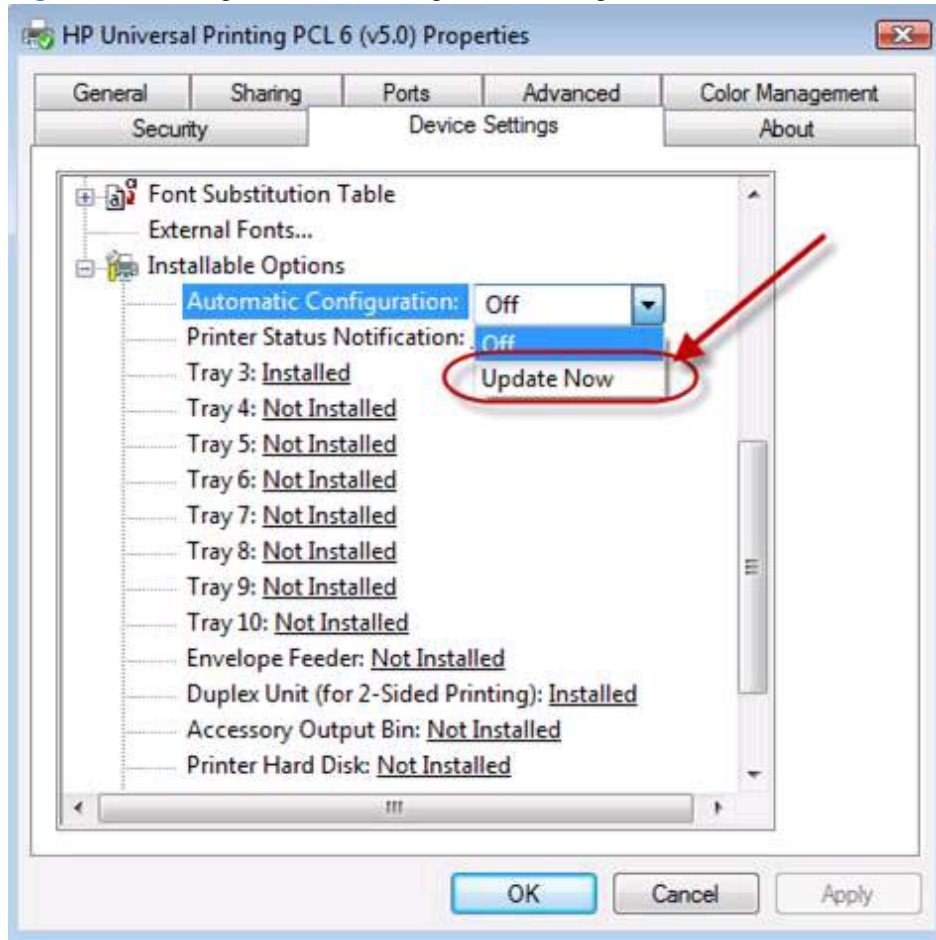 HP Universal Printing PCL 6 (v5.0) Properties
General Sharing Ports Advanced Color Management
Security Device Settings About
Font Substitution Table
External Fonts...
Installable Options
Automatic Configuration: Off
Printer Status Notification: Off
Tray 3: Installed Update Now
Tray 4: Not Installed
Tray 5: Not Installed
Tray 6: Not Installed
Tray 7: Not Installed
Tray 8: Not Installed
Tray 9: Not Installed
Tray 10: Not Installed
Envelope Feeder: Not Installed
Duplex Unit (for 2-Sided Printing): Installed
Accessory Output Bin: Not Installed
Printer Hard Disk: Not Installed
OK Cancel Apply